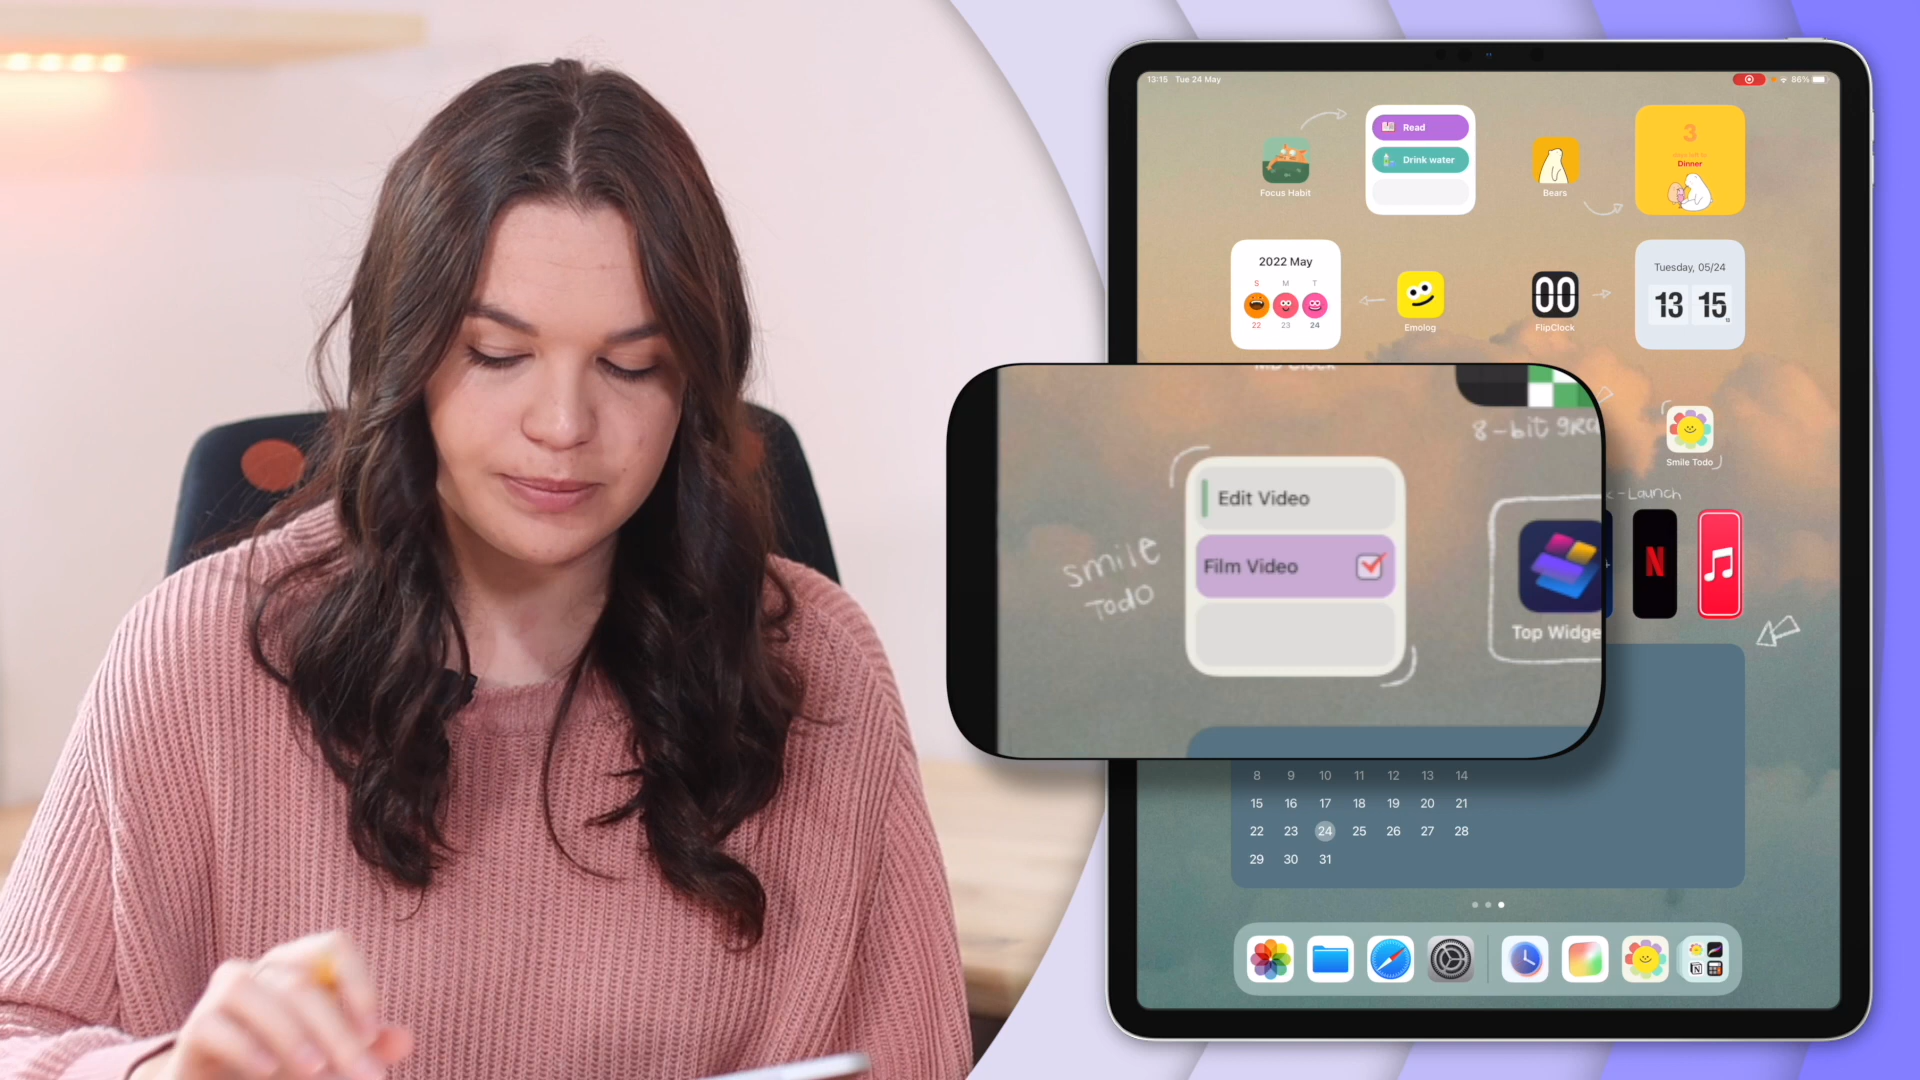 13:15 Tue 24 May
86%
Read
Drink water
Focus Habit
Bears
3
Dinner
2022 May
S M T
22 23 24
Emolog
00
FlipClock
Tuesday, 05/24
13 15
8-bit
Smile Todo
Edit Video
Film Video
smile
Todo
Top Widge
-Launch
N
8 9 10 11 12 13 14
15 16 17 18 19 20 21
22 23 24 25 26 27 28
29 30 31